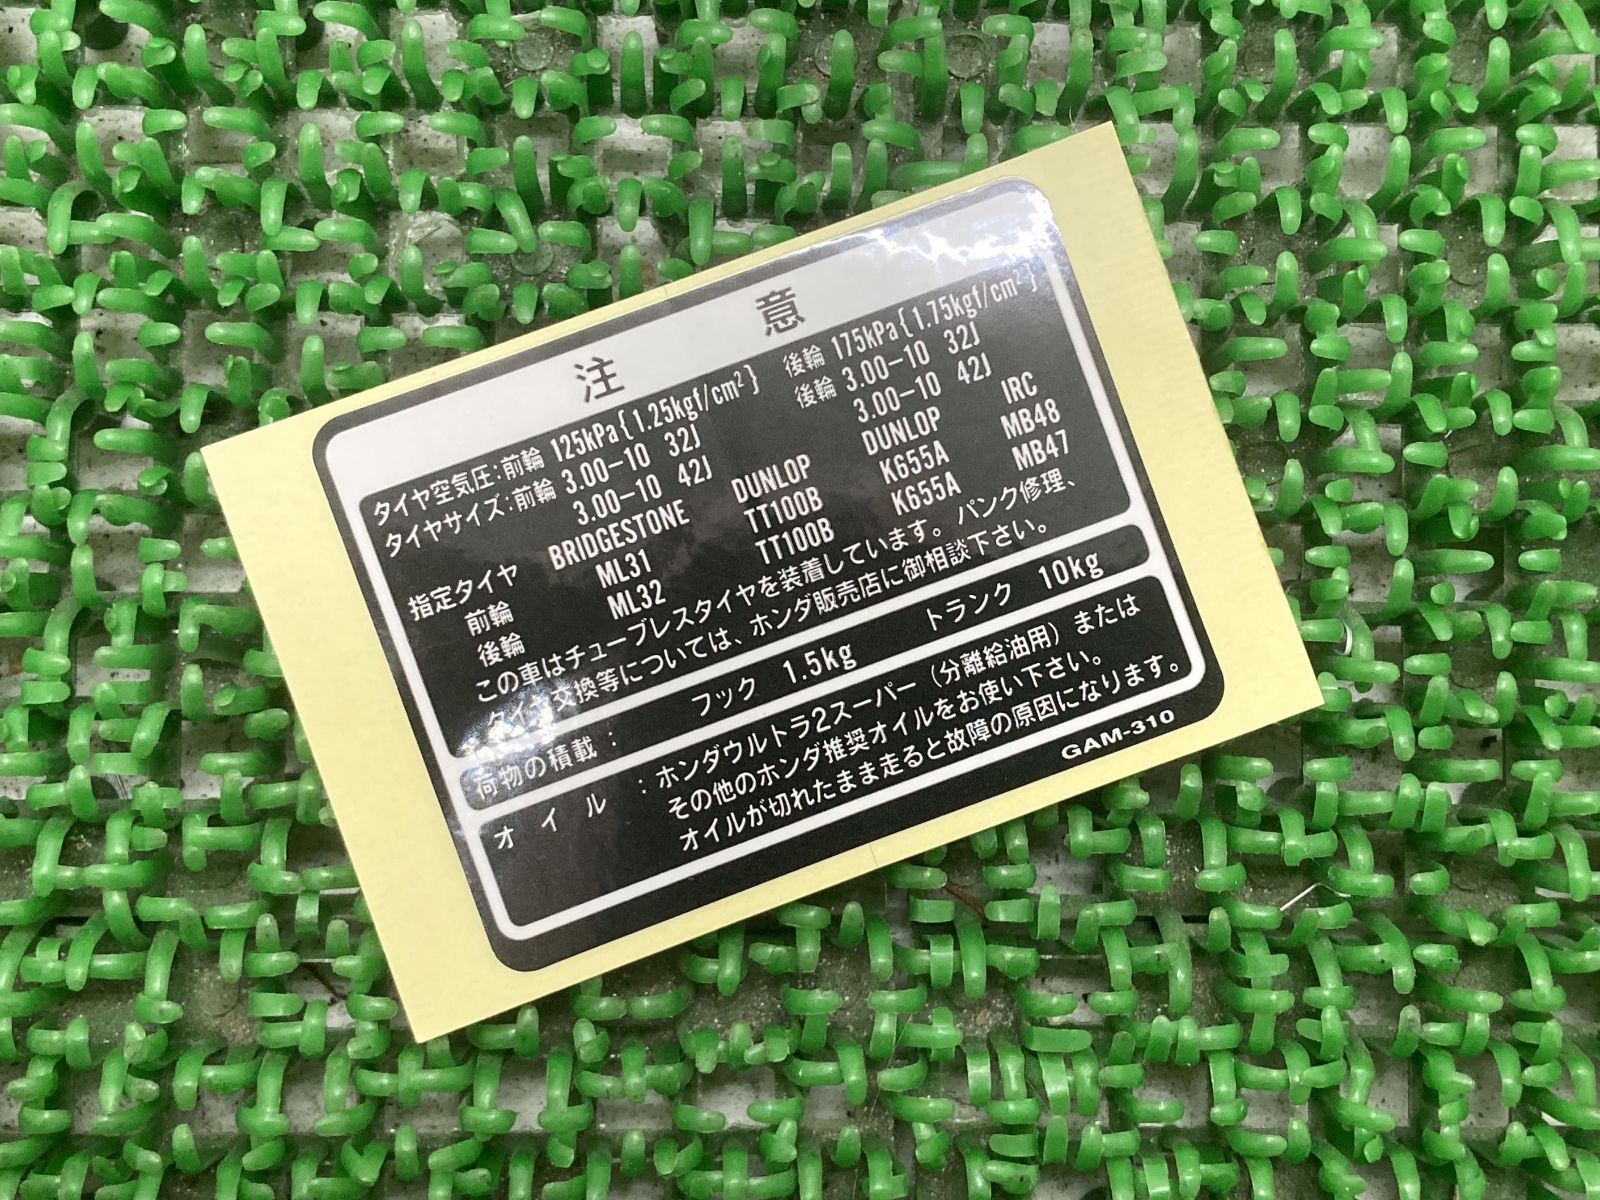 注意
タイヤ空気圧:前輪 125kPa{1.25kgf/cm²} 後輪 175kPa{1.75kgf/cm²}
タイヤサイズ:前輪 3.00-10 32J 後輪 3.00-10 32J
3.00-10 42J 3.00-10 42J
指定タイヤ BRIDGESTONE DUNLOP DUNLOP IRC
前輪 ML31 TT100B K655A MB48
後輪 ML32 TT100B K655A MB47
この車はチューブレスタイヤを装着しています。パンク修理、
タイヤ交換等については、ホンダ販売店に御相談下さい。
荷物の積載: フック 1.5kg トランク 10kg
オイル:ホンダウルトラ2スーパー(分離給油用)または
その他のホンダ推奨オイルをお使い下さい。
オイルが切れたまま走ると故障の原因になります。
GAM-310